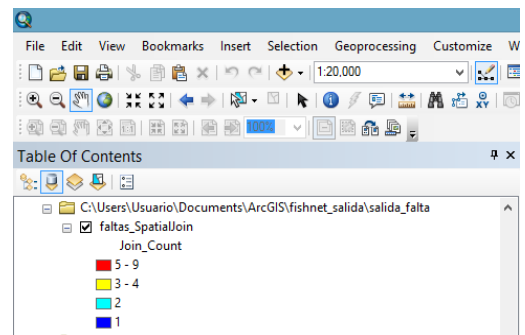 File Edit View Bookmarks Insert Selection Geoprocessing Customize W
1:20,000
100%
Table Of Contents
C:\Users\Usuario\Documents\ArcGIS\fishnet_salida\salida_falta
faltas_SpatialJoin
Join_Count
5 - 9
3 - 4
2
1